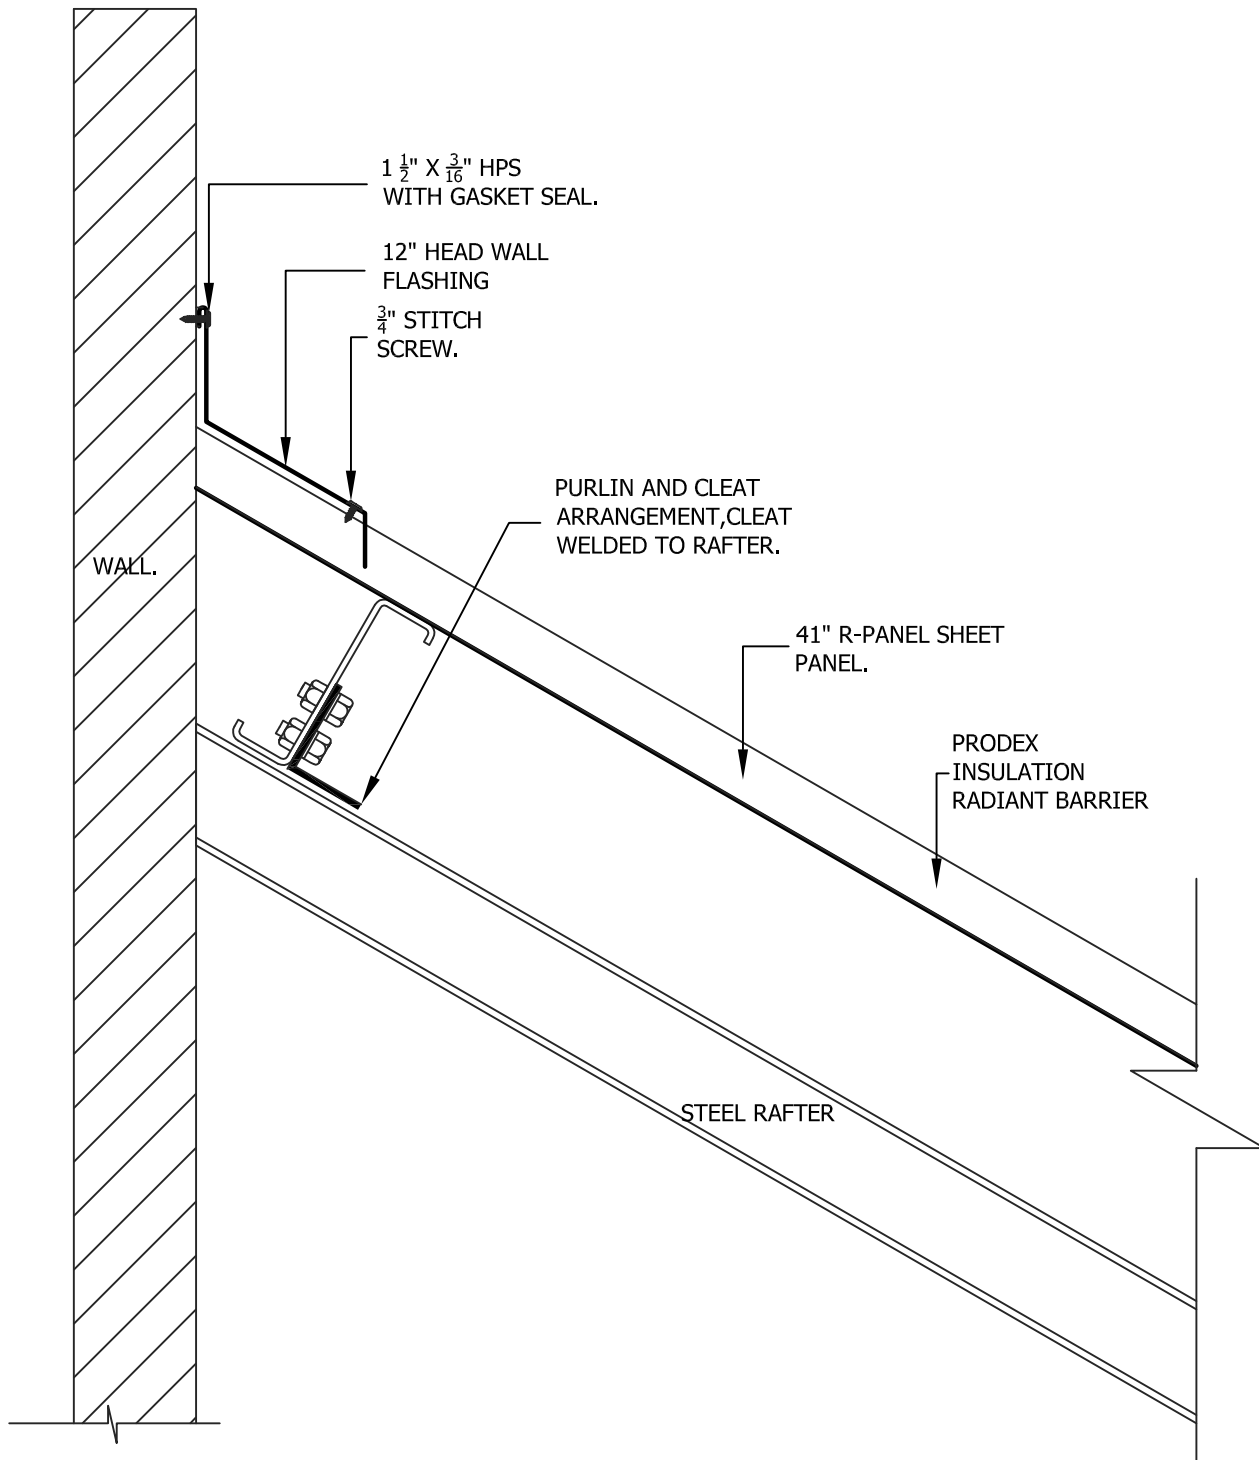 1 1/2" X 3/16" HPS
WITH GASKET SEAL.
12" HEAD WALL
FLASHING
3/4" STITCH
SCREW.
PURLIN AND CLEAT
ARRANGEMENT,CLEAT
WELDED TO RAFTER.
WALL.
41" R-PANEL SHEET
PANEL.
PRODEX
INSULATION
RADIANT BARRIER
STEEL RAFTER